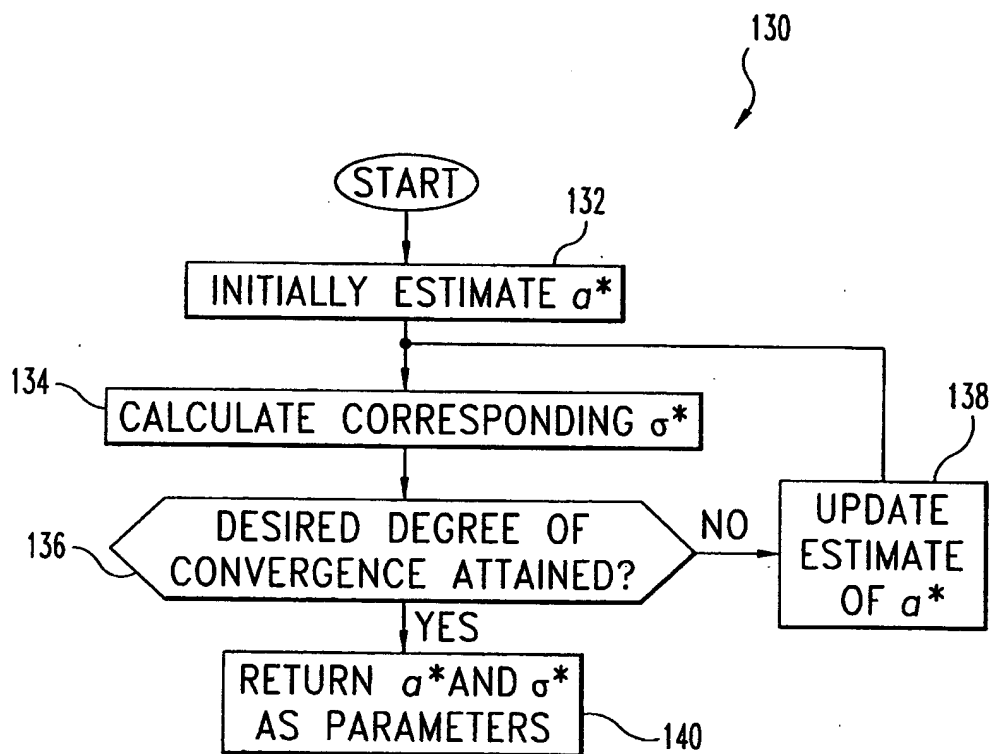 130
START
132
INITIALLY ESTIMATE a*
134
CALCULATE CORRESPONDING σ*
138
136
DESIRED DEGREE OF
CONVERGENCE ATTAINED?
NO
UPDATE
ESTIMATE
OF a*
YES
RETURN a* AND σ*
AS PARAMETERS
140